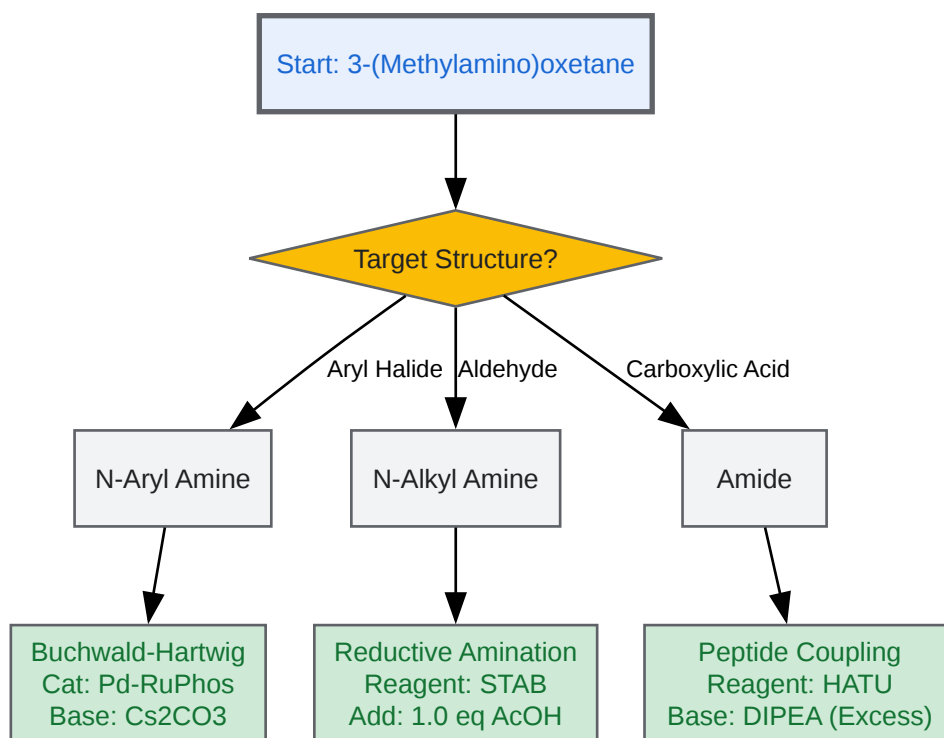 Start: 3-(Methylamino)oxetane
Target Structure?
Aryl Halide
Aldehyde
Carboxylic Acid
N-Aryl Amine
N-Alkyl Amine
Amide
Buchwald-Hartwig
Cat: Pd-RuPhos
Base: Cs2CO3
Reductive Amination
Reagent: STAB
Add: 1.0 eq AcOH
Peptide Coupling
Reagent: HATU
Base: DIPEA (Excess)